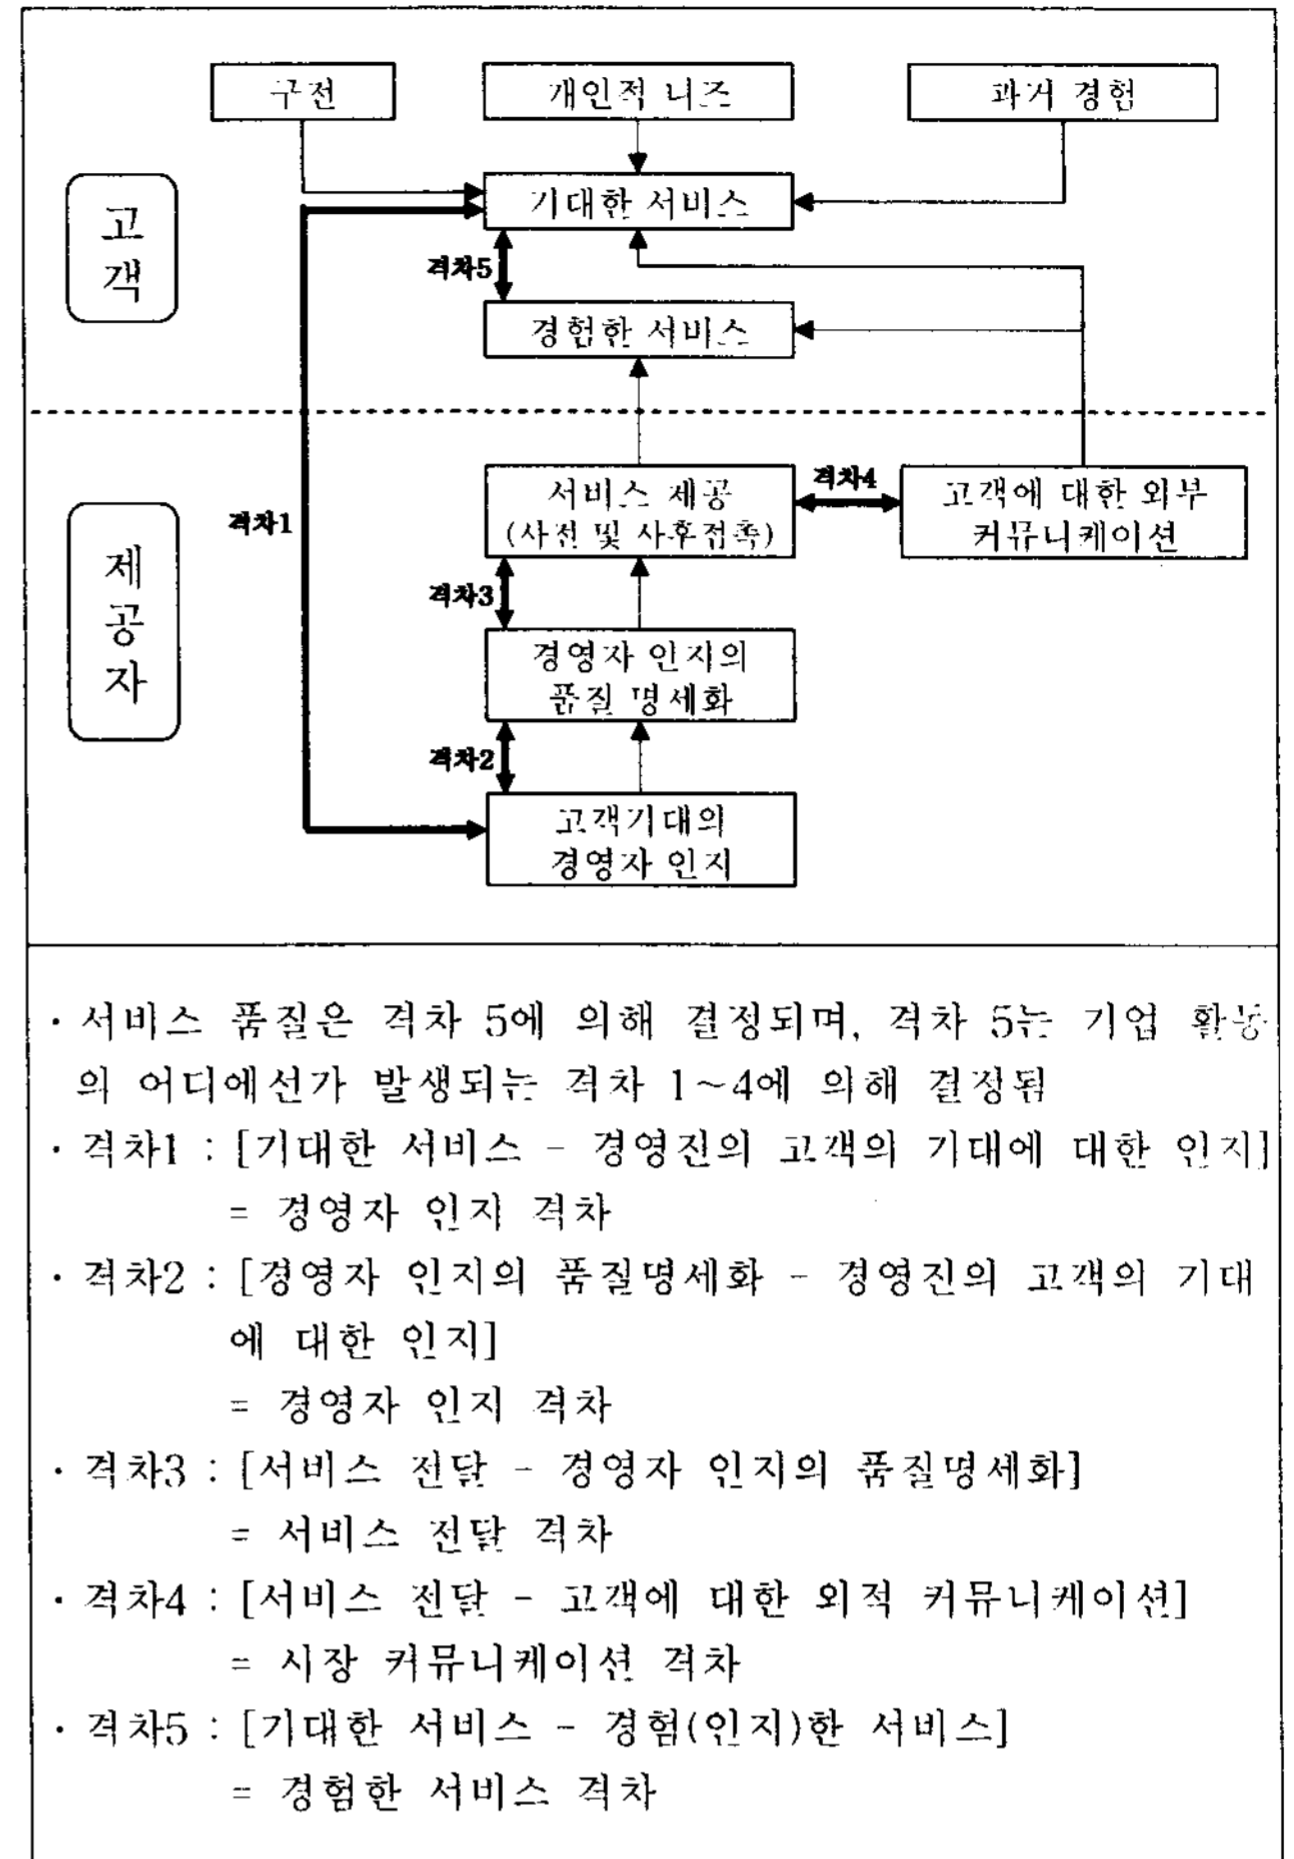 구전
개인적 니즈
과거 경험
기대한 서비스
고
객
격차5
경험한 서비스
서비스 제공
(사전 및 사후접촉)
격차4
고객에 대한 외부
커뮤니케이션
격차1
제
공
자
격차3
경영자 인지의
품질 명세화
격차2
고객기대의
경영자 인지
· 서비스 품질은 격차 5에 의해 결정되며, 격차 5는 기업 활동
의 어디에선가 발생되는 격차 1~4에 의해 결정됨
· 격차1 : [기대한 서비스 - 경영진의 고객의 기대에 대한 인지]
= 경영자 인지 격차
· 격차2 : [경영자 인지의 품질명세화 - 경영진의 고객의 기대
에 대한 인지]
= 경영자 인지 격차
· 격차3 : [서비스 전달 - 경영자 인지의 품질명세화]
= 서비스 전달 격차
· 격차4 : [서비스 전달 - 고객에 대한 외적 커뮤니케이션]
= 시장 커뮤니케이션 격차
· 격차5 : [기대한 서비스 - 경험(인지)한 서비스]
= 경험한 서비스 격차